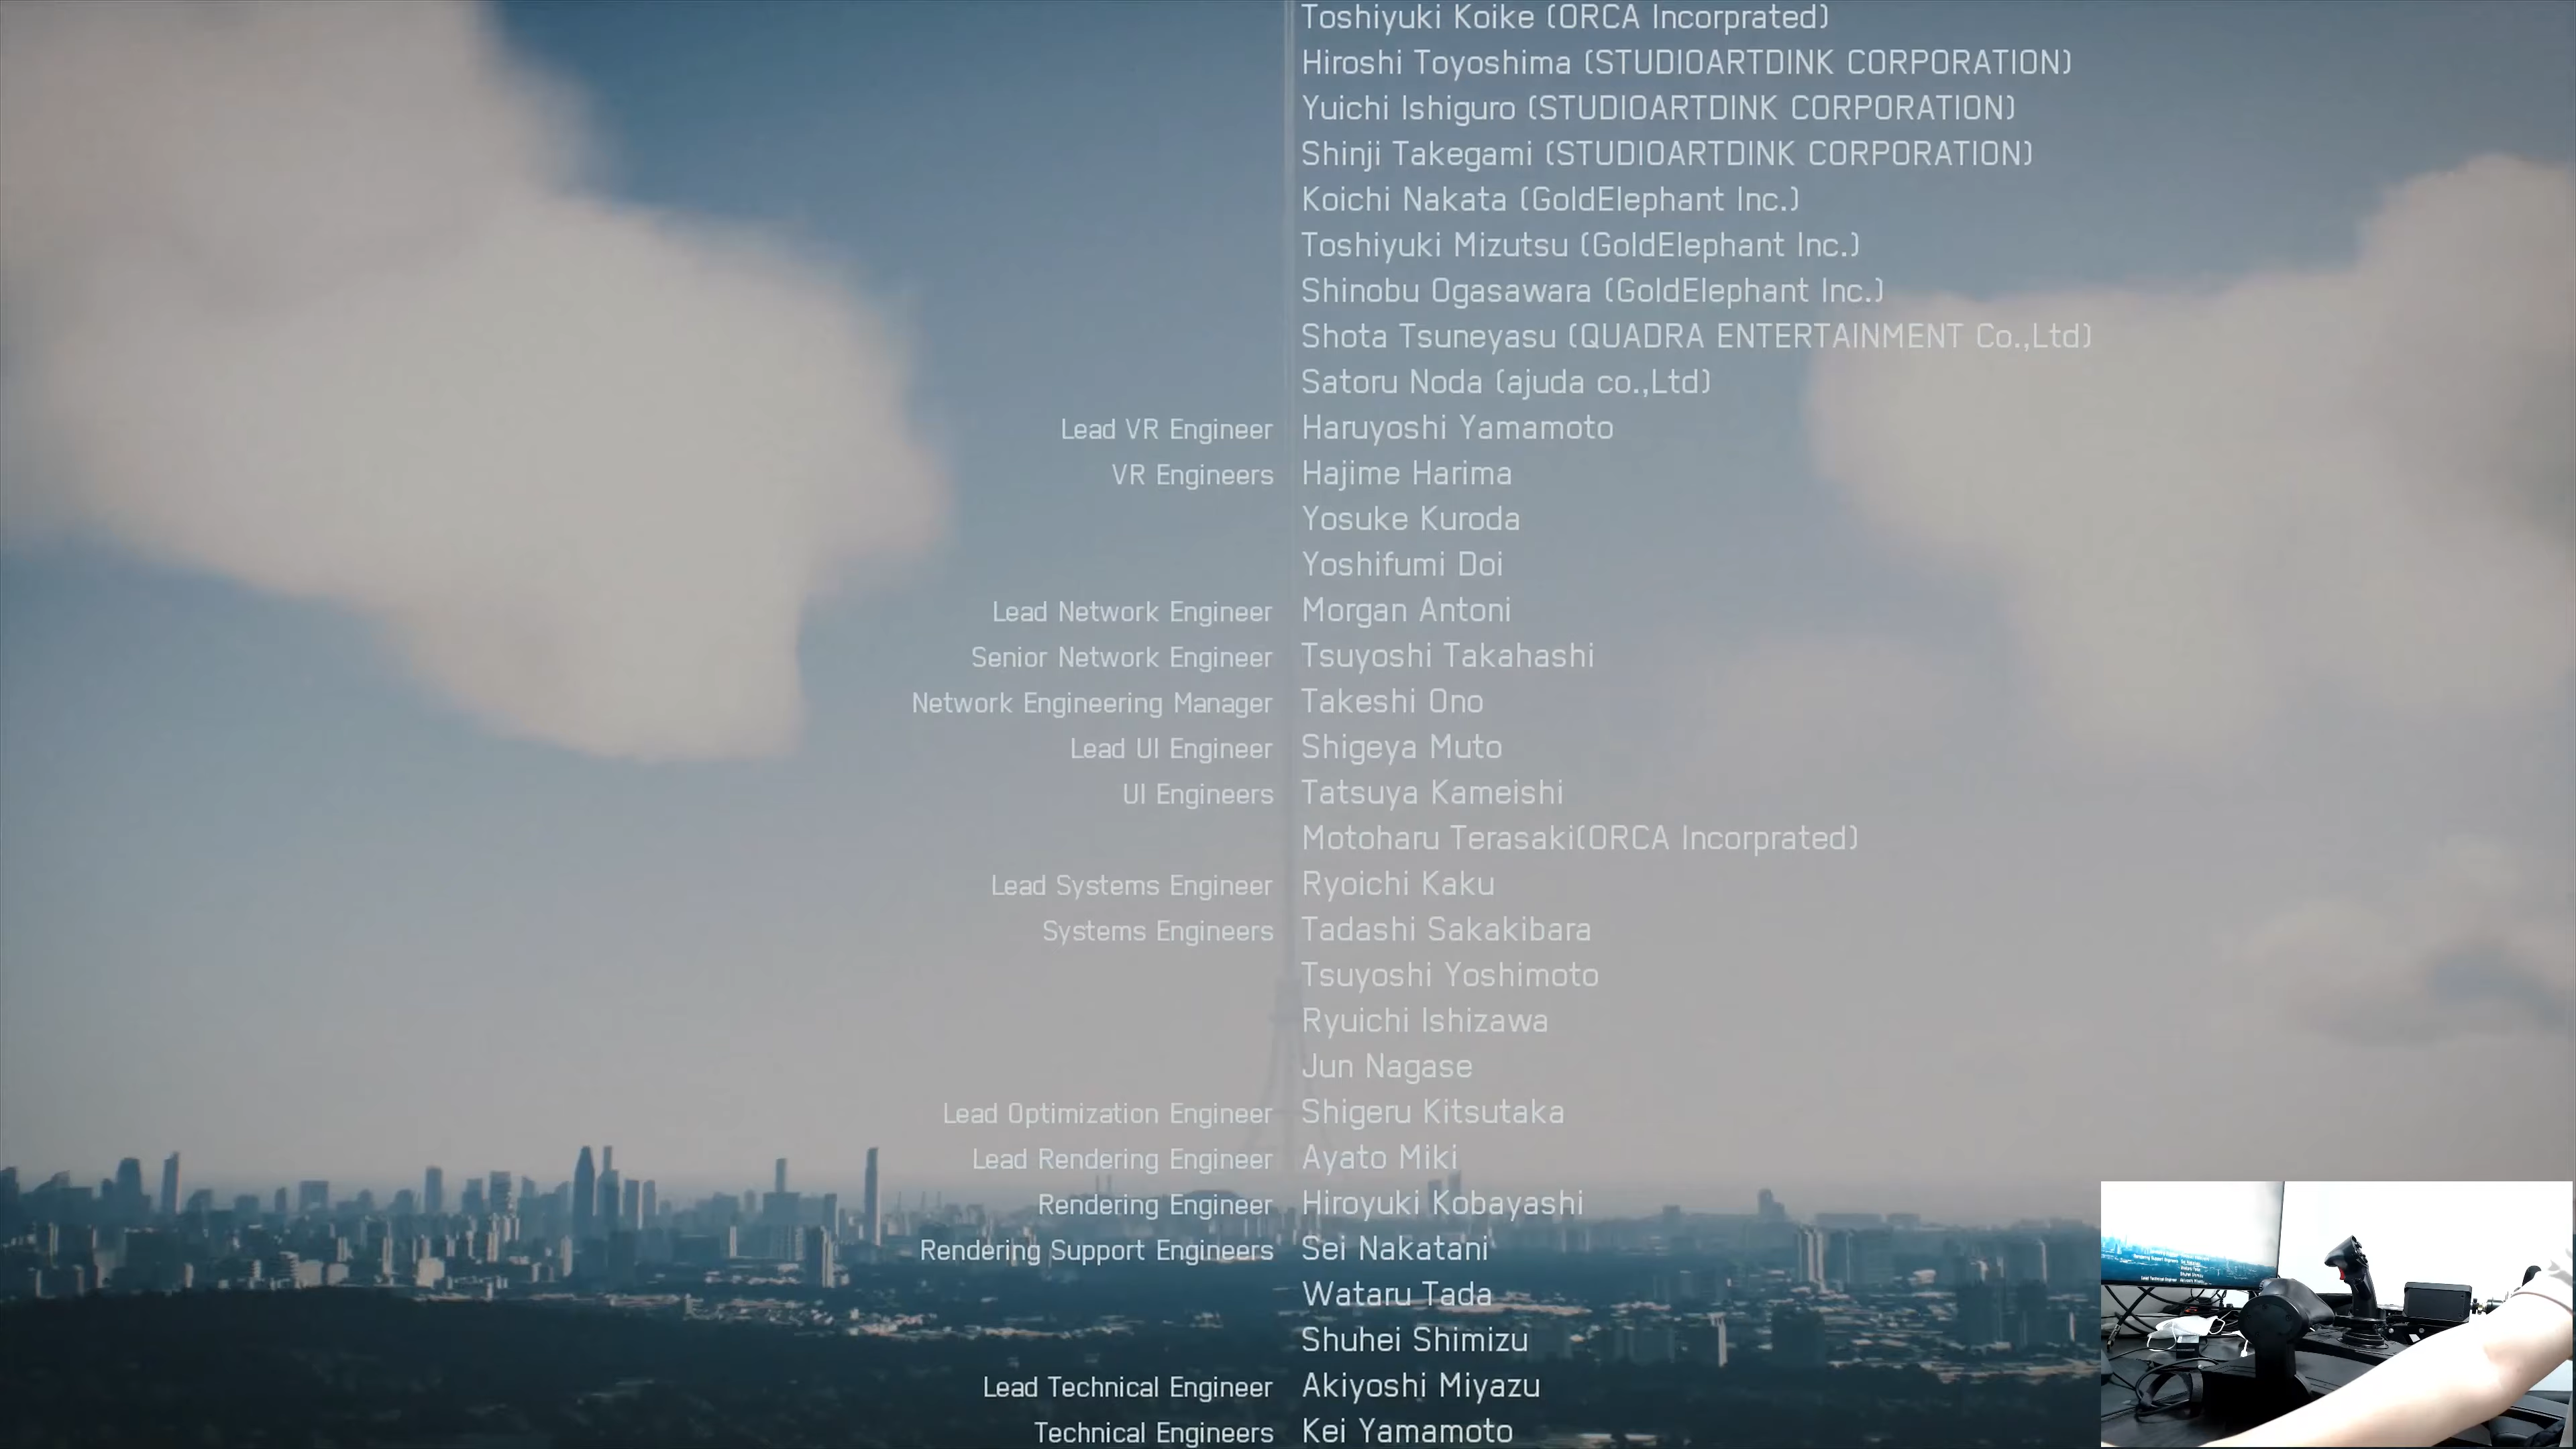 Toshiyuki Koike (ORCA Incorprated)
Hiroshi Toyoshima (STUDIOARTDINK CORPORATION)
Yuichi Ishiguro (STUDIOARTDINK CORPORATION)
Shinji Takegami (STUDIOARTDINK CORPORATION)
Koichi Nakata (GoldElephant Inc.)
Toshiyuki Mizutsu (GoldElephant Inc.)
Shinobu Ogasawara (GoldElephant Inc.)
Shota Tsuneyasu (QUADRA ENTERTAINMENT Co.,Ltd)
Satoru Noda (ajuda co.,Ltd)
Lead VR Engineer Haruyoshi Yamamoto
VR Engineers Hajime Harima
Yosuke Kuroda
Yoshifumi Doi
Lead Network Engineer Morgan Antoni
Senior Network Engineer Tsuyoshi Takahashi
Network Engineering Manager Takeshi Ono
Lead UI Engineer Shigeya Muto
UI Engineers Tatsuya Kameishi
Motoharu Terasaki(ORCA Incorprated)
Lead Systems Engineer Ryoichi Kaku
Systems Engineers Tadashi Sakakibara
Tsuyoshi Yoshimoto
Ryuichi Ishizawa
Jun Nagase
Lead Optimization Engineer Shigeru Kitsutaka
Lead Rendering Engineer Ayato Miki
Rendering Engineer Hiroyuki Kobayashi
Rendering Support Engineers Sei Nakatani
Wataru Tada
Shuhei Shimizu
Lead Technical Engineer Akiyoshi Miyazu
Technical Engineers Kei Yamamoto